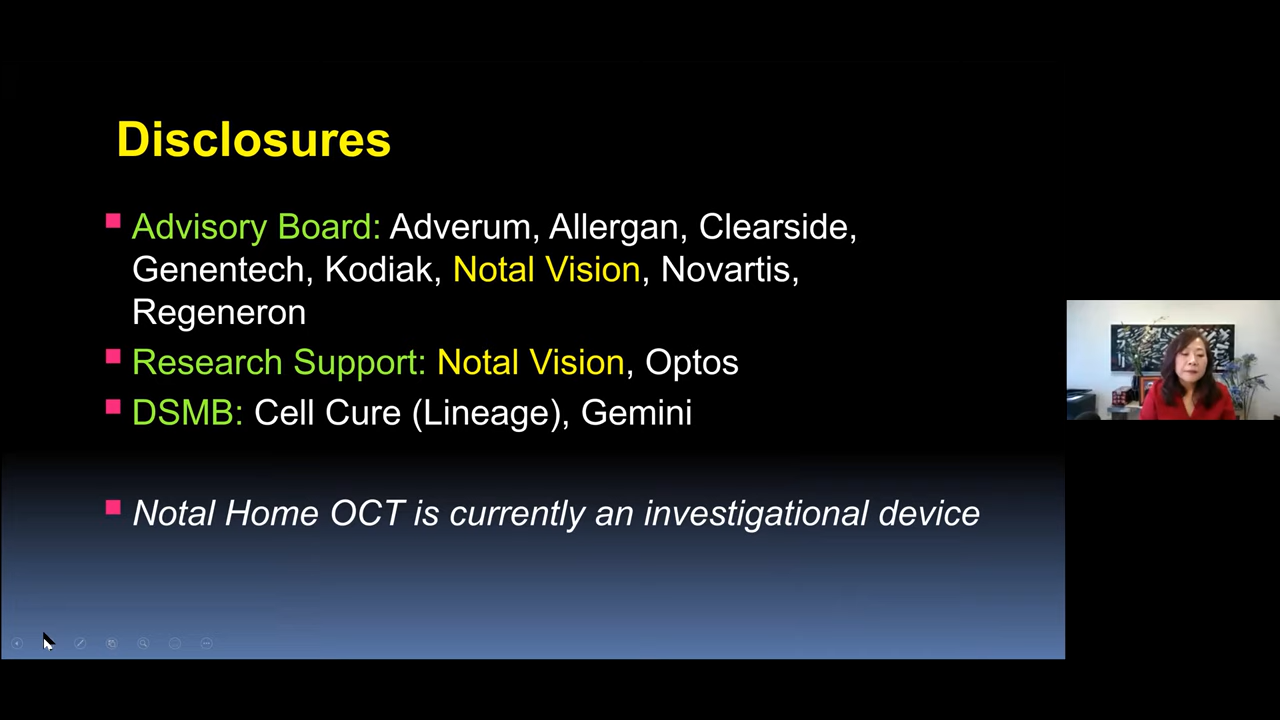 Disclosures
Advisory Board: Adverum, Allergan, Clearside,
Genentech, Kodiak, Notal Vision, Novartis,
Regeneron
Research Support: Notal Vision, Optos
DSMB: Cell Cure (Lineage), Gemini
Notal Home OCT is currently an investigational device